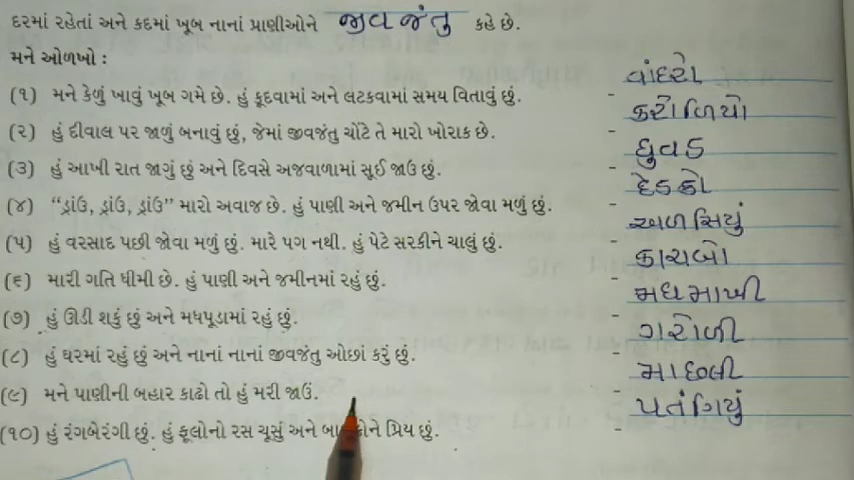 દરમાં રહેતાં અને કદમાં ખૂબ નાનાં પ્રાણીઓને જીવજંતુ કહે છે.
મને ઓળખો :
(૧) મને કેળું ખાવું ખૂબ ગમે છે. હું કૂદવામાં અને લટકવામાં સમય વિતાવું છું. - વાંદરો
(૨) હું દીવાલ પર જાળું બનાવું છું, જેમાં જીવજંતુ ચોંટે તે મારો ખોરાક છે. - કરોળિયો
(૩) હું આખી રાત જાગું છું અને દિવસે અજવાળામાં સૂઈ જાઉં છું. - ઘુવડ
(૪) “ડ્રાંઉ, ડ્રાંઉ, ડ્રાંઉ” મારો અવાજ છે. હું પાણી અને જમીન ઉપર જોવા મળું છું. - દેડકો
(૫) હું વરસાદ પછી જોવા મળું છું. મારે પગ નથી. હું પેટે સરકીને ચાલું છું. - અળસિયું
(૬) મારી ગતિ ધીમી છે. હું પાણી અને જમીનમાં રહું છું. - કાચબો
(૭) હું ઊડી શકું છું અને મધપૂડામાં રહું છું. - મધમાખી
(૮) હું ઘરમાં રહું છું અને નાનાં નાનાં જીવજંતુ ઓછાં કરું છું. - ગરોળી
(૯) મને પાણીની બહાર કાઢો તો હું મરી જાઉં. - માછલી
(૧૦) હું રંગબેરંગી છું. હું ફૂલોનો રસ ચૂસું અને પ્રિય છું. - પતંગિયું